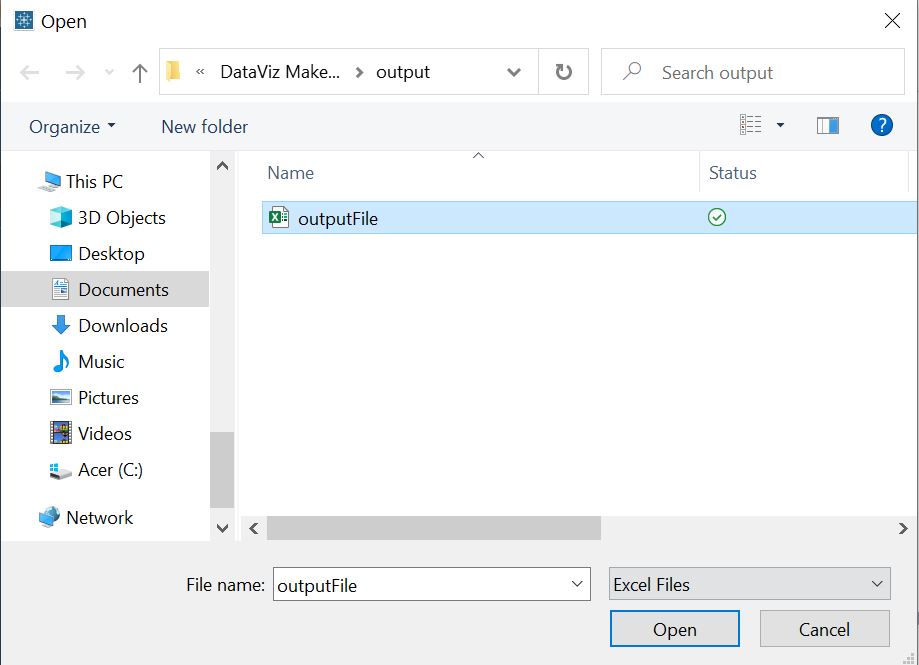 Open
« DataViz Make... > output
Search output
Organize
New folder
?
Name
Status
This PC
3D Objects
Desktop
Documents
Downloads
Music
Pictures
Videos
Acer (C:)
Network
outputFile
File name:
outputFile
Excel Files
Open
Cancel